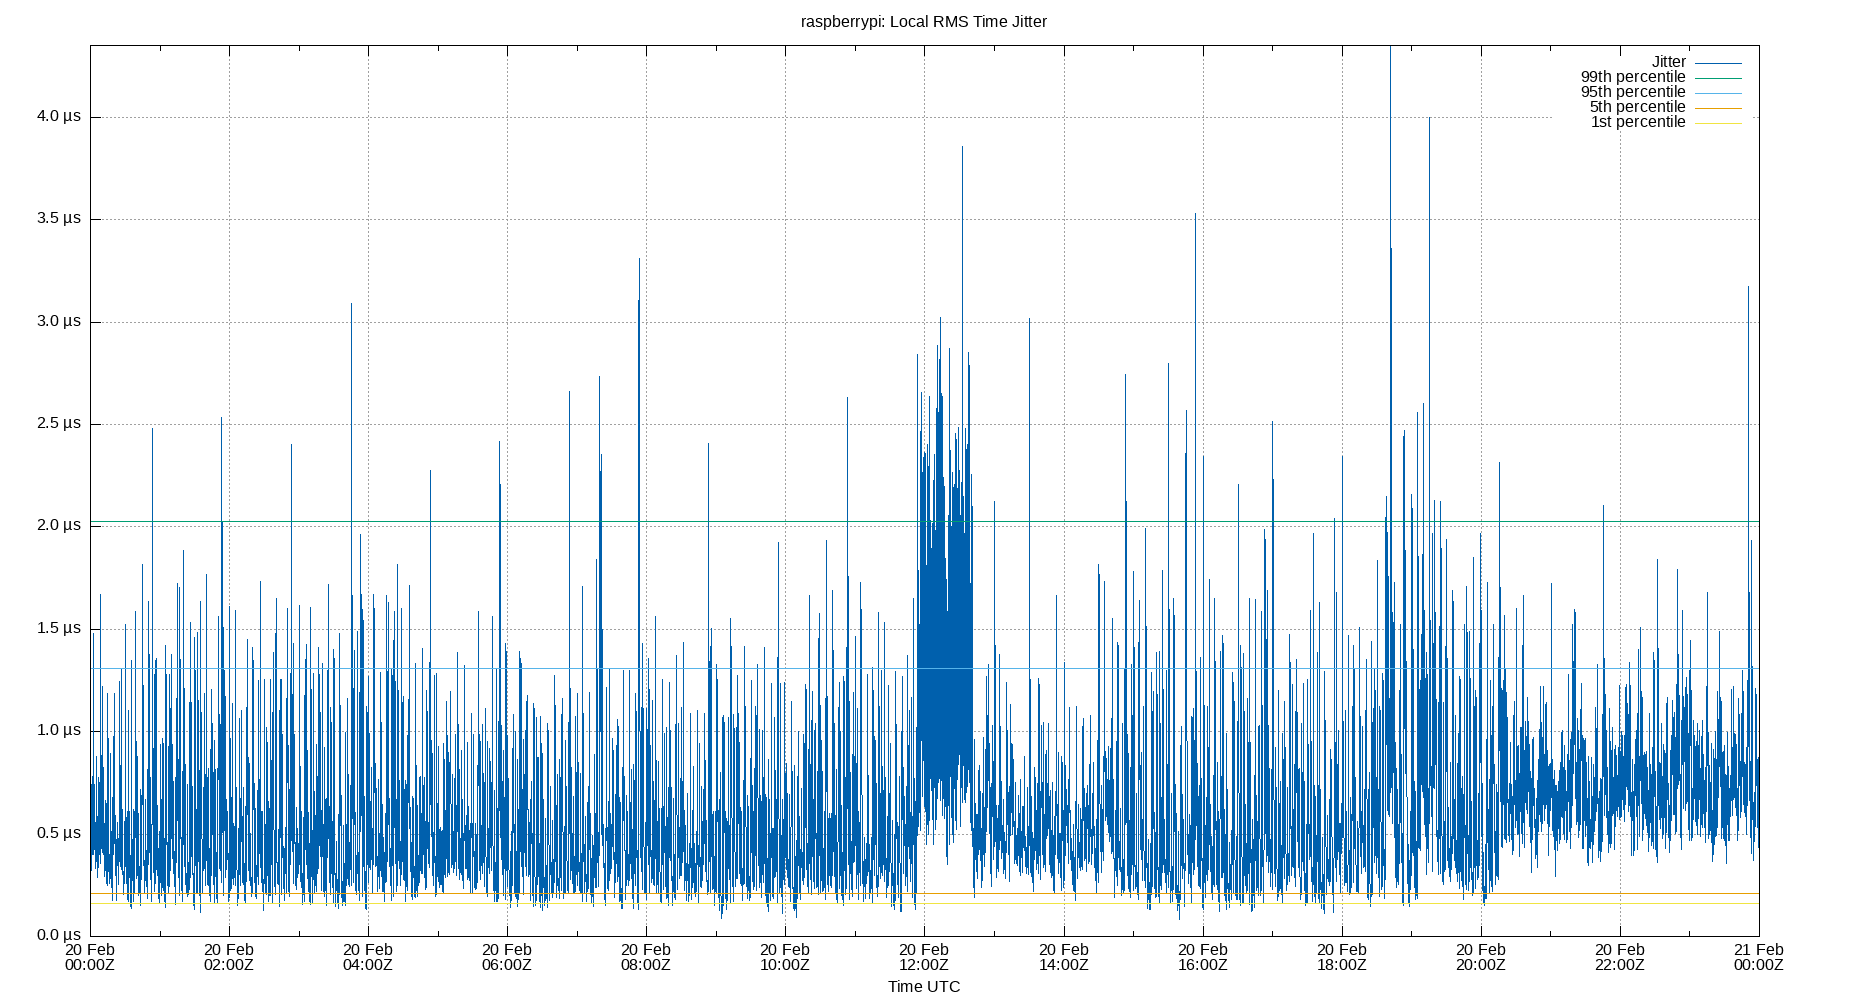 raspberrypi: Local RMS Time Jitter
Jitter
99th percentile
95th percentile
5th percentile
1st percentile
4.0 µs
3.5 µs
3.0 µs
2.5 µs
2.0 µs
1.5 µs
1.0 µs
0.5 µs
0.0 µs
20 Feb 20 Feb 20 Feb 20 Feb 20 Feb 20 Feb 20 Feb 20 Feb 20 Feb 20 Feb 20 Feb 20 Feb 21 Feb
00:00Z 02:00Z 04:00Z 06:00Z 08:00Z 10:00Z 12:00Z 14:00Z 16:00Z 18:00Z 20:00Z 22:00Z 00:00Z
Time UTC